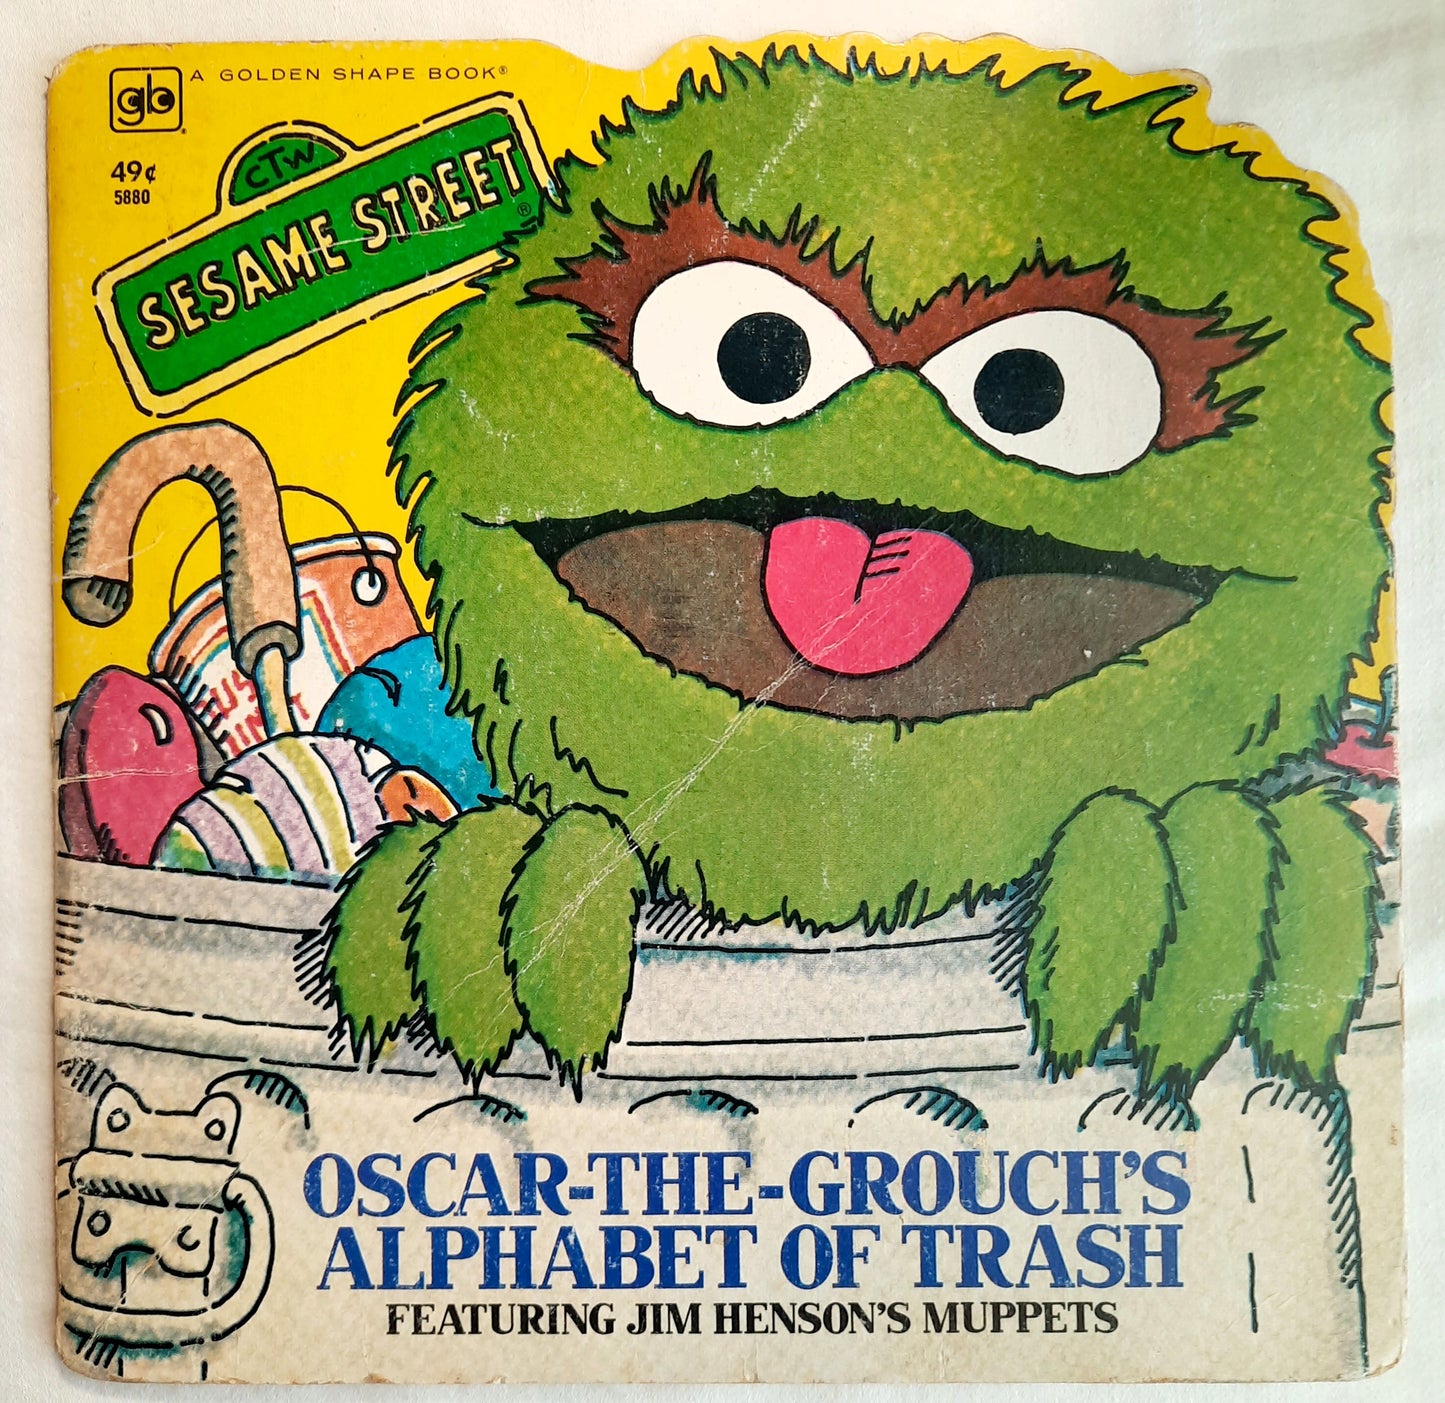 gb
A GOLDEN SHAPE BOOK®
49¢
5880
CTW
SESAME STREET®
OSCAR-THE-GROUCH'S
ALPHABET OF TRASH
FEATURING JIM HENSON'S MUPPETS